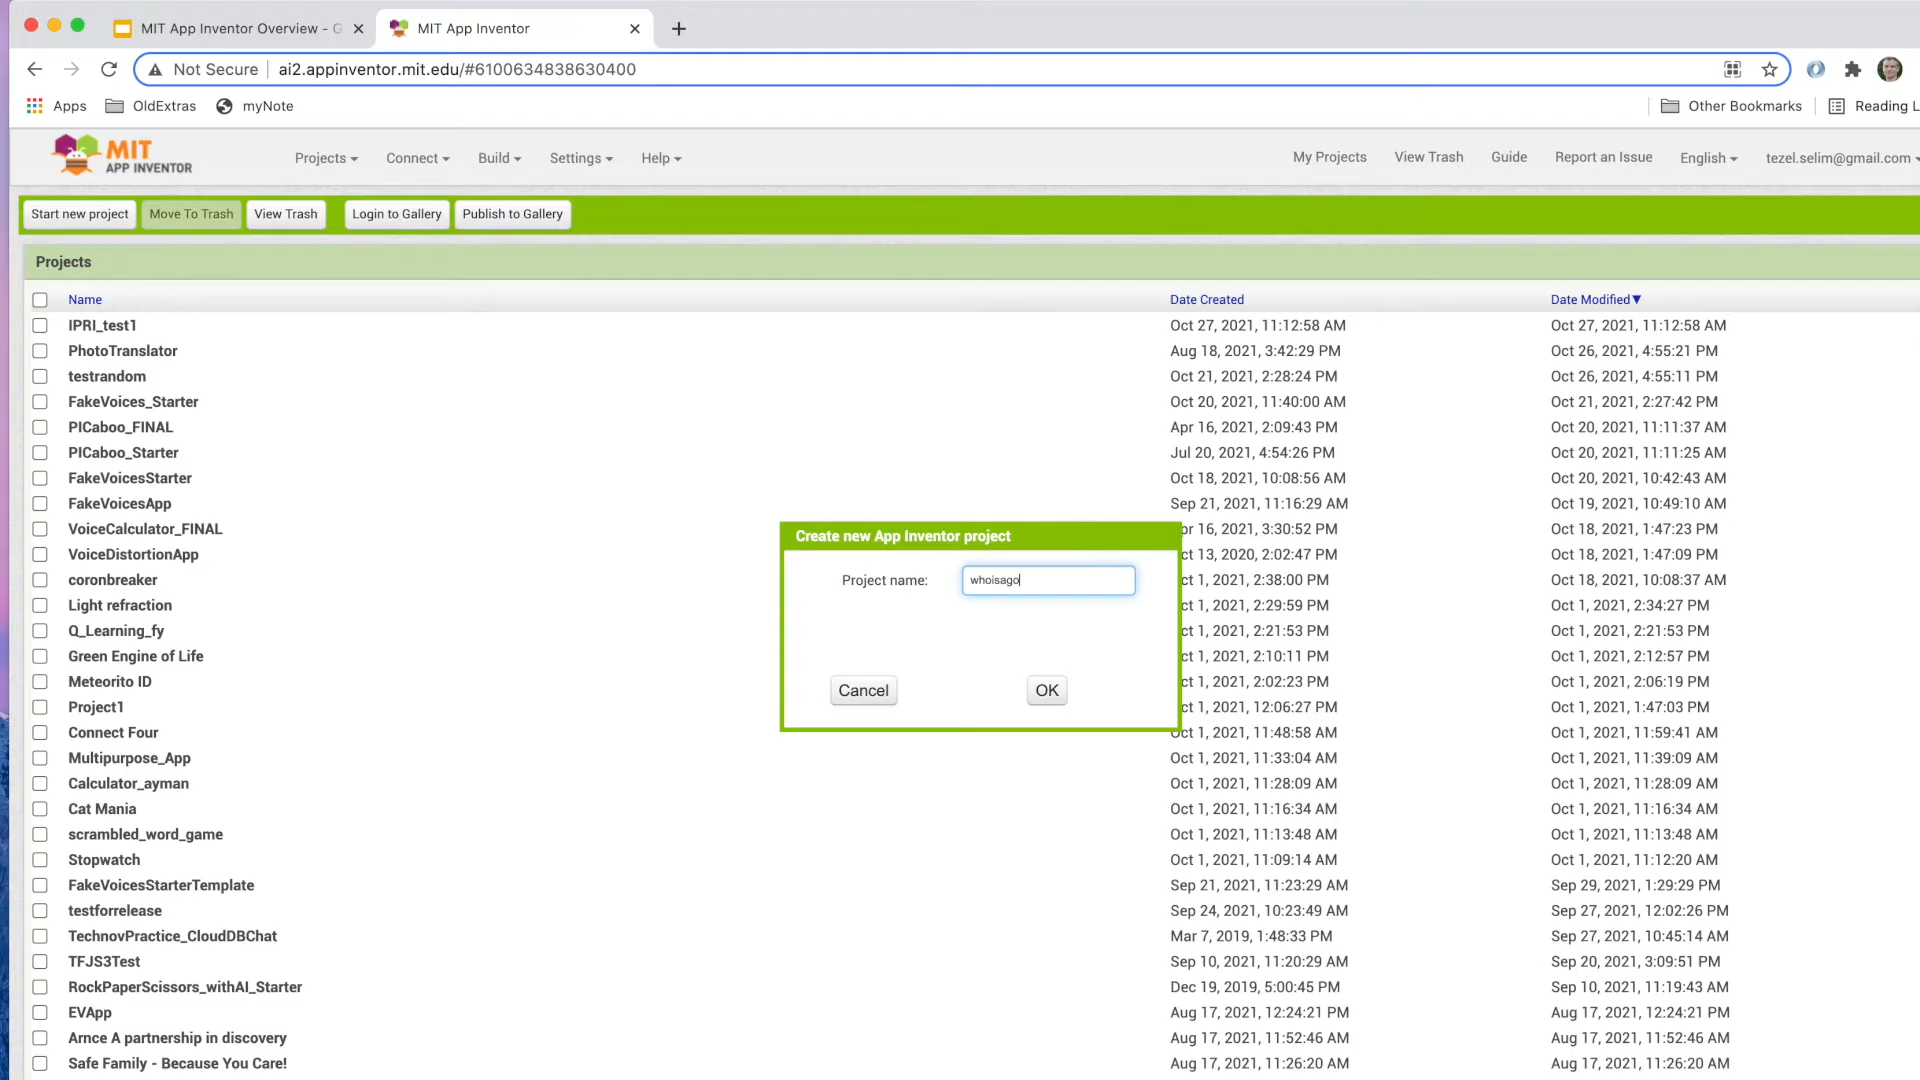 MIT App Inventor Overview - G
MIT App Inventor
Not Secure
ai2.appinventor.mit.edu/#6100634838630400
Apps
OldExtras
myNote
Other Bookmarks
Reading L
MIT
APP INVENTOR
Projects
Connect
Build
Settings
Help
My Projects
View Trash
Guide
Report an Issue
English
tezel.selim@gmail.com
Start new project
Move To Trash
View Trash
Login to Gallery
Publish to Gallery
Projects
Name Date Created Date Modified▼
IPRI_test1 Oct 27, 2021, 11:12:58 AM Oct 27, 2021, 11:12:58 AM
PhotoTranslator Aug 18, 2021, 3:42:29 PM Oct 26, 2021, 4:55:21 PM
testrandom Oct 21, 2021, 2:28:24 PM Oct 26, 2021, 4:55:11 PM
FakeVoices_Starter Oct 20, 2021, 11:40:00 AM Oct 21, 2021, 2:27:42 PM
PICaboo_FINAL Apr 16, 2021, 2:09:43 PM Oct 20, 2021, 11:11:37 AM
PICaboo_Starter Jul 20, 2021, 4:54:26 PM Oct 20, 2021, 11:11:25 AM
FakeVoicesStarter Oct 18, 2021, 10:08:56 AM Oct 20, 2021, 10:42:43 AM
FakeVoicesApp Sep 21, 2021, 11:16:29 AM Oct 19, 2021, 10:49:10 AM
VoiceCalculator_FINAL pr 16, 2021, 3:30:52 PM Oct 18, 2021, 1:47:23 PM
VoiceDistortionApp ct 13, 2020, 2:02:47 PM Oct 18, 2021, 1:47:09 PM
coronbreaker ct 1, 2021, 2:38:00 PM Oct 18, 2021, 10:08:37 AM
Light refraction ct 1, 2021, 2:29:59 PM Oct 1, 2021, 2:34:27 PM
Q_Learning_fy ct 1, 2021, 2:21:53 PM Oct 1, 2021, 2:21:53 PM
Green Engine of Life ct 1, 2021, 2:10:11 PM Oct 1, 2021, 2:12:57 PM
Meteorito ID ct 1, 2021, 2:02:23 PM Oct 1, 2021, 2:06:19 PM
Project1 ct 1, 2021, 12:06:27 PM Oct 1, 2021, 1:47:03 PM
Connect Four Oct 1, 2021, 11:48:58 AM Oct 1, 2021, 11:59:41 AM
Multipurpose_App Oct 1, 2021, 11:33:04 AM Oct 1, 2021, 11:39:09 AM
Calculator_ayman Oct 1, 2021, 11:28:09 AM Oct 1, 2021, 11:28:09 AM
Cat Mania Oct 1, 2021, 11:16:34 AM Oct 1, 2021, 11:16:34 AM
scrambled_word_game Oct 1, 2021, 11:13:48 AM Oct 1, 2021, 11:13:48 AM
Stopwatch Oct 1, 2021, 11:09:14 AM Oct 1, 2021, 11:12:20 AM
FakeVoicesStarterTemplate Sep 21, 2021, 11:23:29 AM Sep 29, 2021, 1:29:29 PM
testforrelease Sep 24, 2021, 10:23:49 AM Sep 27, 2021, 12:02:26 PM
TechnovPractice_CloudDBChat Mar 7, 2019, 1:48:33 PM Sep 27, 2021, 10:45:14 AM
TFJS3Test Sep 10, 2021, 11:20:29 AM Sep 20, 2021, 3:09:51 PM
RockPaperScissors_withAI_Starter Dec 19, 2019, 5:00:45 PM Sep 10, 2021, 11:19:43 AM
EVApp Aug 17, 2021, 12:24:21 PM Aug 17, 2021, 12:24:21 PM
Arnce A partnership in discovery Aug 17, 2021, 11:52:46 AM Aug 17, 2021, 11:52:46 AM
Safe Family - Because You Care! Aug 17, 2021, 11:26:20 AM Aug 17, 2021, 11:26:20 AM
Create new App Inventor project
Project name: whoisago
Cancel
OK